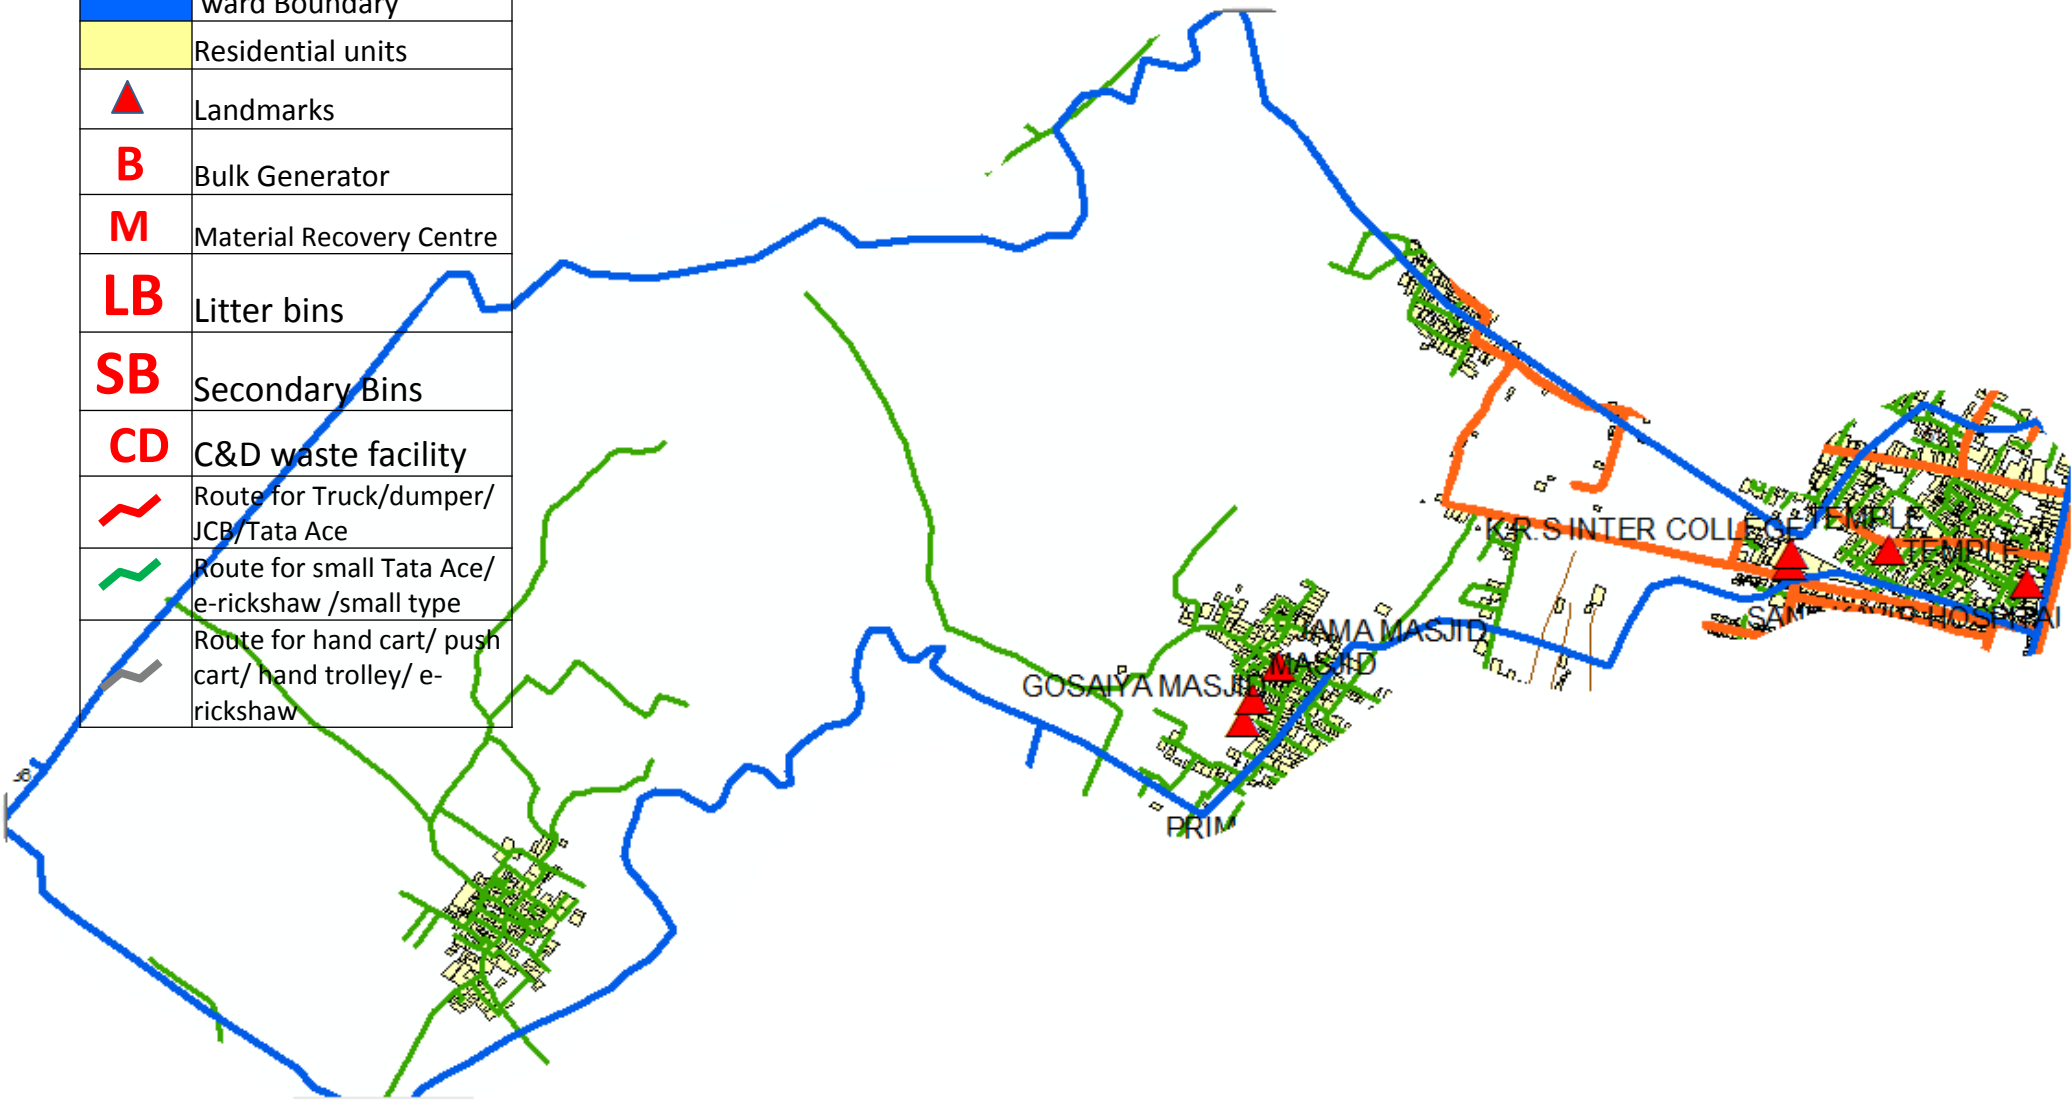 ward Boundary
Residential units
Landmarks
B
Bulk Generator
M
Material Recovery Centre
LB
Litter bins
SB
Secondary Bins
CD
C&D waste facility
Route for Truck/dumper/
JCB/Tata Ace
Route for small Tata Ace/
e-rickshaw /small type
Route for hand cart/ push
cart/ hand trolley/ e-
rickshaw
K.R.S INTER COLLEGE
TEMPLE
TEMPLE
HOSPITAL
JAMA MASJID
MASJID
GOSAIYA MASJID
PRIM